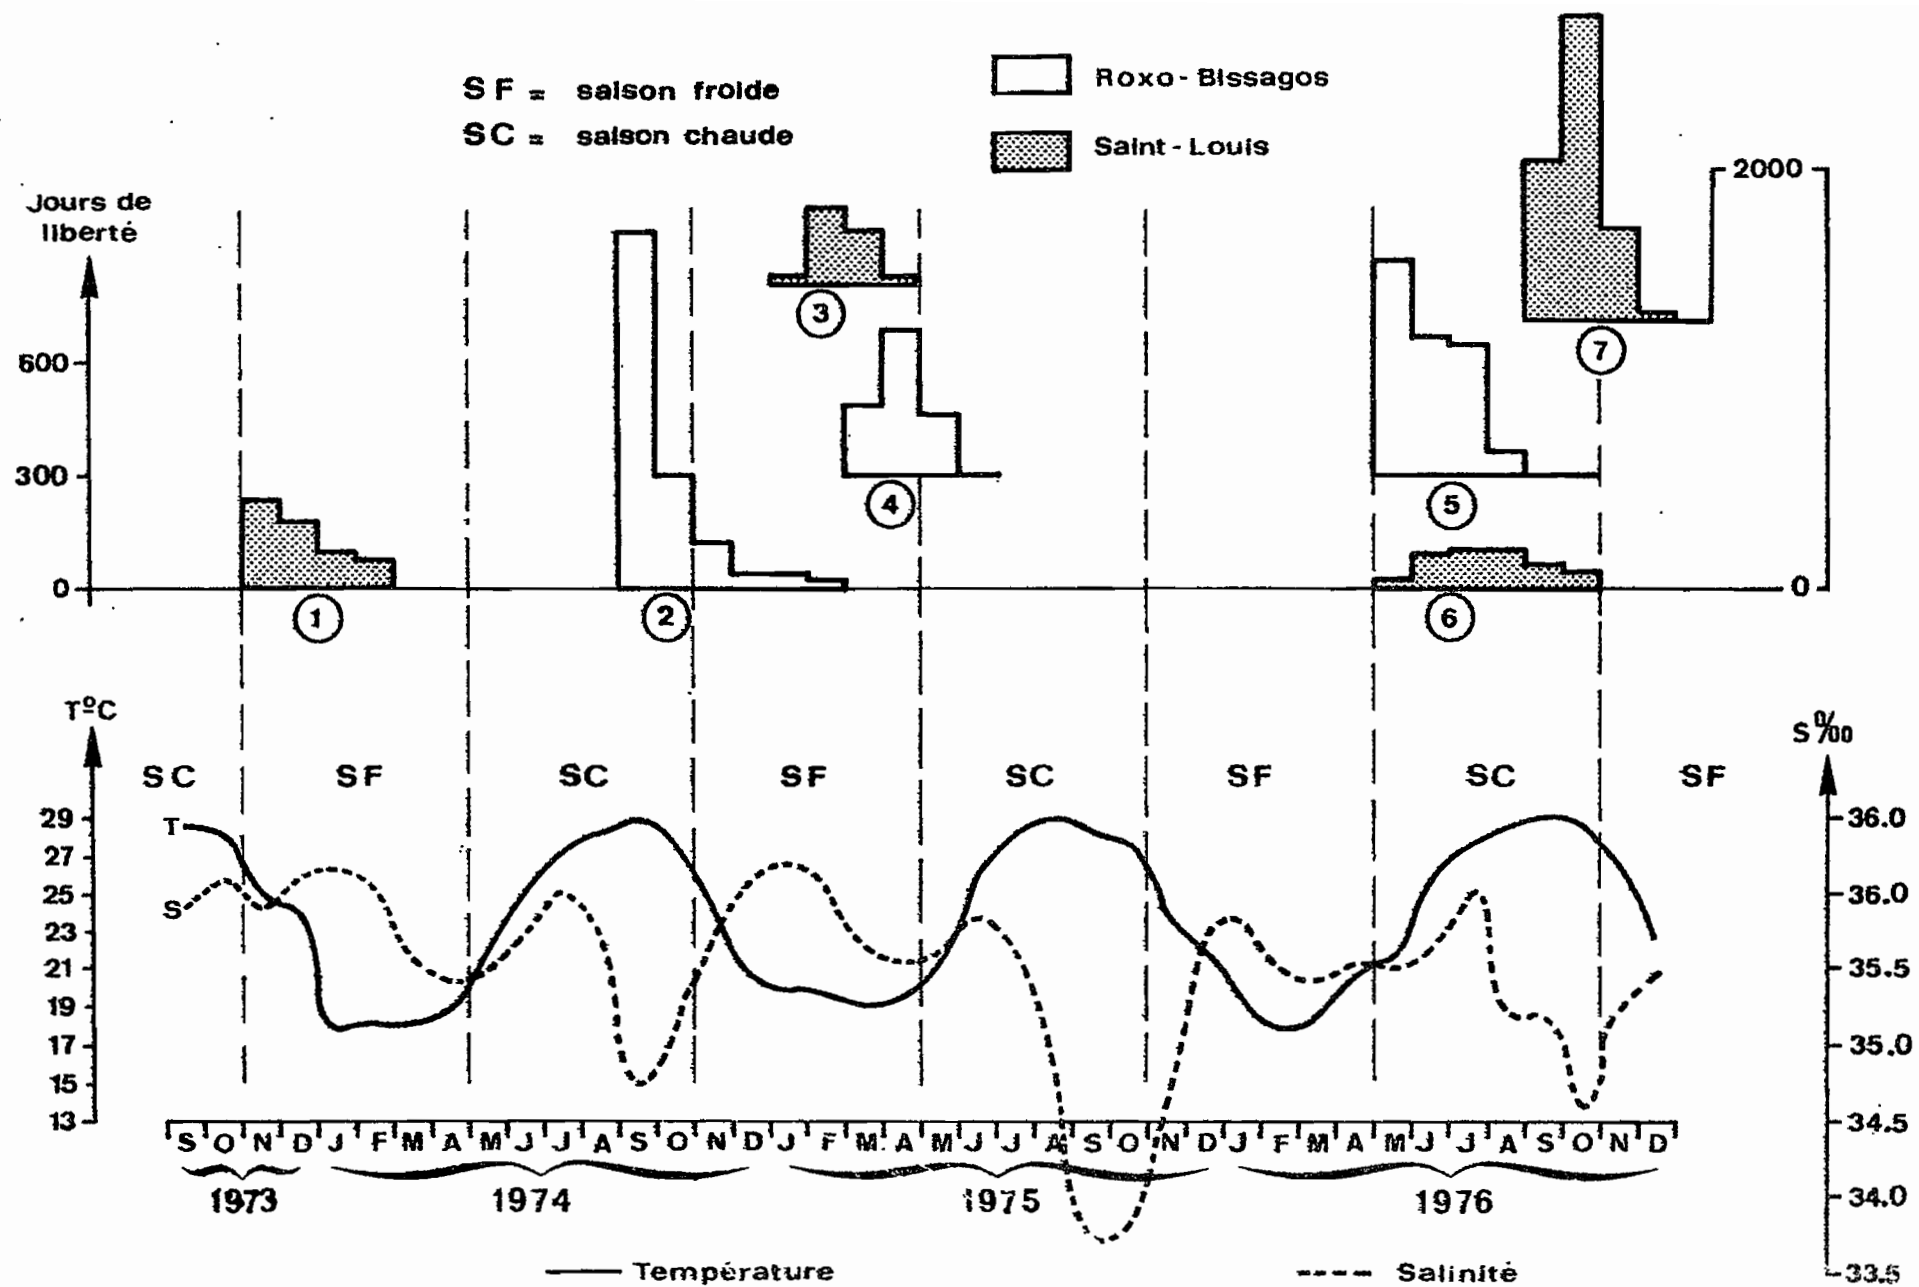 SF = saison froide
SC = saison chaude
Roxo-Bissagos
Saint-Louis
Jours de
liberté
600
300
0
2000
0
1
2
3
4
5
6
7
T°C
S‰
SC SF SC SF SC SF SC SF
29
27
25
23
21
19
17
15
13
T
S
36.0
36.0
35.5
35.0
34.5
34.0
33.5
S O N D J F M A M J J A S O N D J F M A M J J A S O N D J F M A M J J A S O N D
1973 1974 1975 1976
Température
Salinité